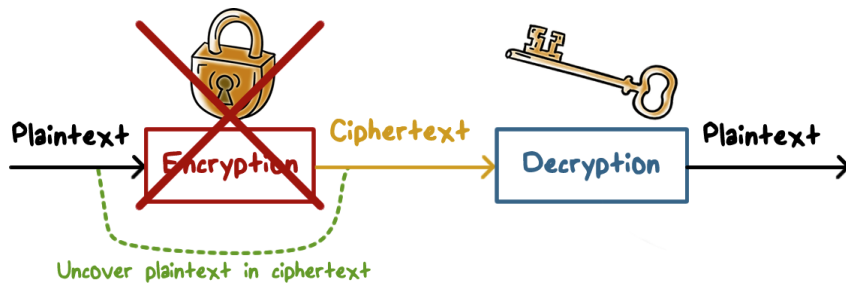 Plaintext
Encryption
Ciphertext
Decryption
Plaintext
Uncover plaintext in ciphertext